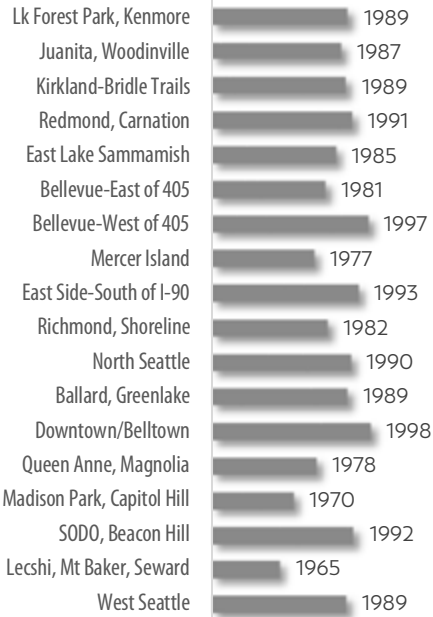 Lk Forest Park, Kenmore 1989
Juanita, Woodinville 1987
Kirkland-Bridle Trails 1989
Redmond, Carnation 1991
East Lake Sammamish 1985
Bellevue-East of 405 1981
Bellevue-West of 405 1997
Mercer Island 1977
East Side-South of I-90 1993
Richmond, Shoreline 1982
North Seattle 1990
Ballard, Greenlake 1989
Downtown/Belltown 1998
Queen Anne, Magnolia 1978
Madison Park, Capitol Hill 1970
SODO, Beacon Hill 1992
Lecshi, Mt Baker, Seward 1965
West Seattle 1989